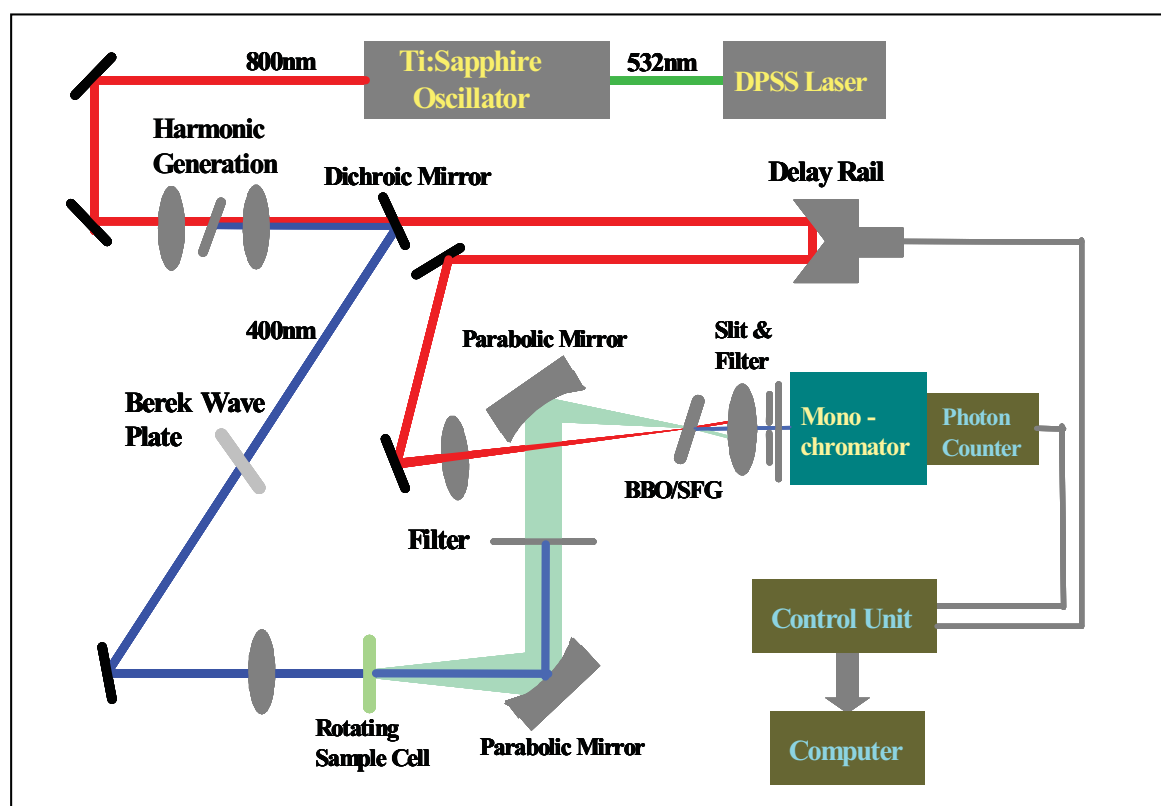 800nm
Ti:Sapphire
Oscillator
532nm
DPSS Laser
Harmonic
Generation
Dichroic Mirror
Delay Rail
400nm
Parabolic Mirror
Slit &
Filter
Berek Wave
Plate
Mono -
chromator
Photon
Counter
BBO/SFG
Filter
Control Unit
Rotating
Sample Cell
Parabolic Mirror
Computer